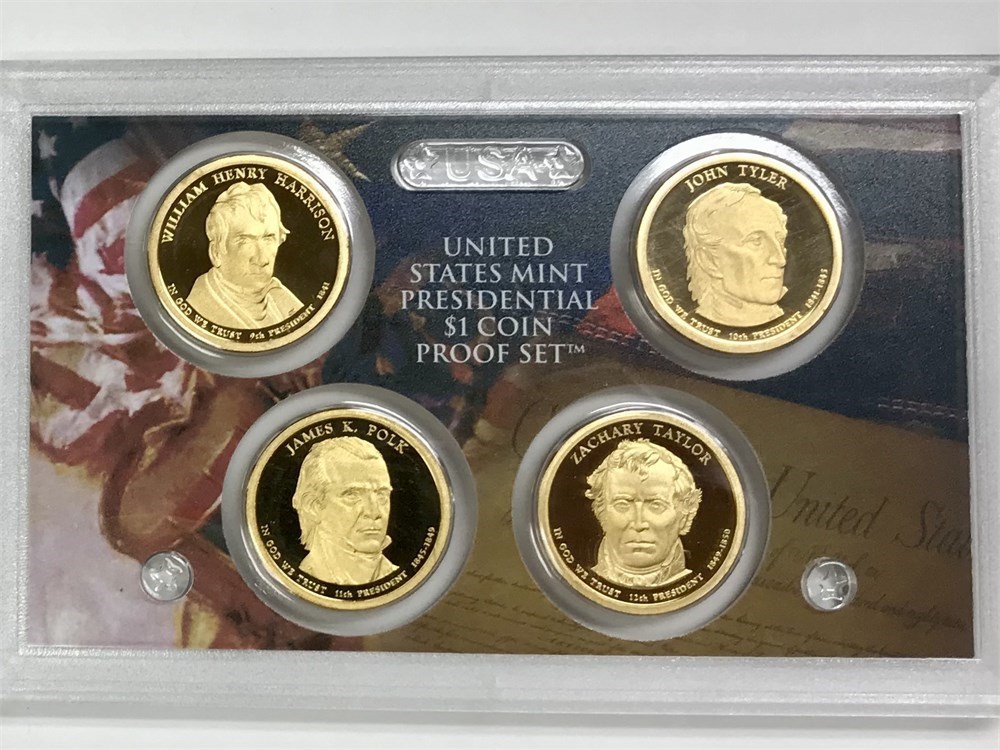 USA
UNITED
STATES MINT
PRESIDENTIAL
$1 COIN
PROOF SET™
WILLIAM HENRY HARRISON
IN GOD WE TRUST 9th PRESIDENT 1841
JOHN TYLER
IN GOD WE TRUST 10th PRESIDENT 1841-1845
JAMES K. POLK
IN GOD WE TRUST 11th PRESIDENT 1845-1849
ZACHARY TAYLOR
IN GOD WE TRUST 12th PRESIDENT 1849-1850
United